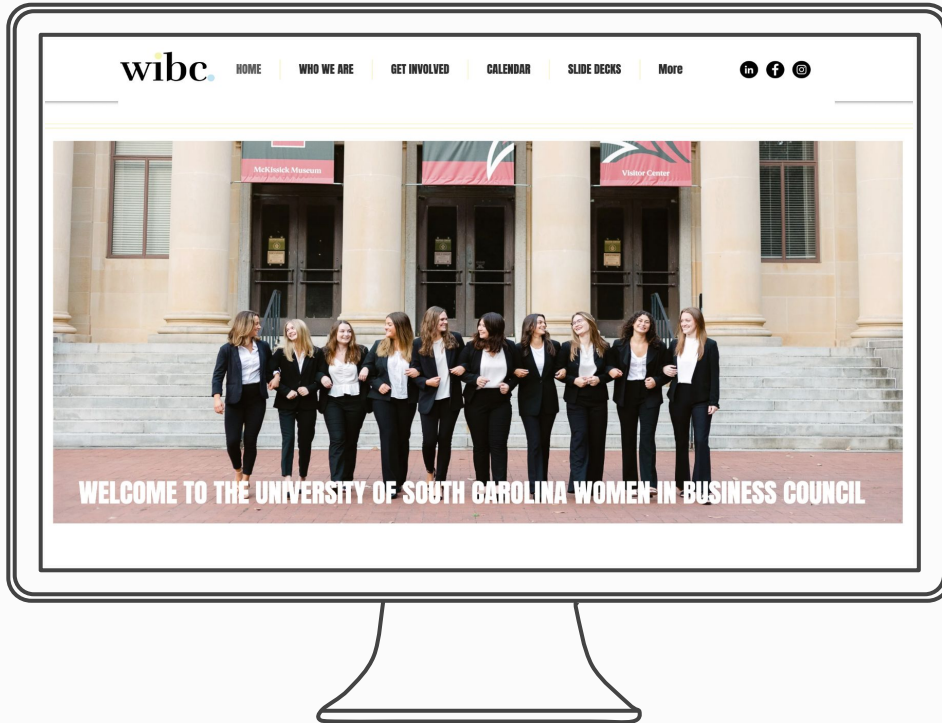 wibc.
HOME
WHO WE ARE
GET INVOLVED
CALENDAR
SLIDE DECKS
More
in f
McKissick Museum
Visitor Center
WELCOME TO THE UNIVERSITY OF SOUTH CAROLINA WOMEN IN BUSINESS COUNCIL